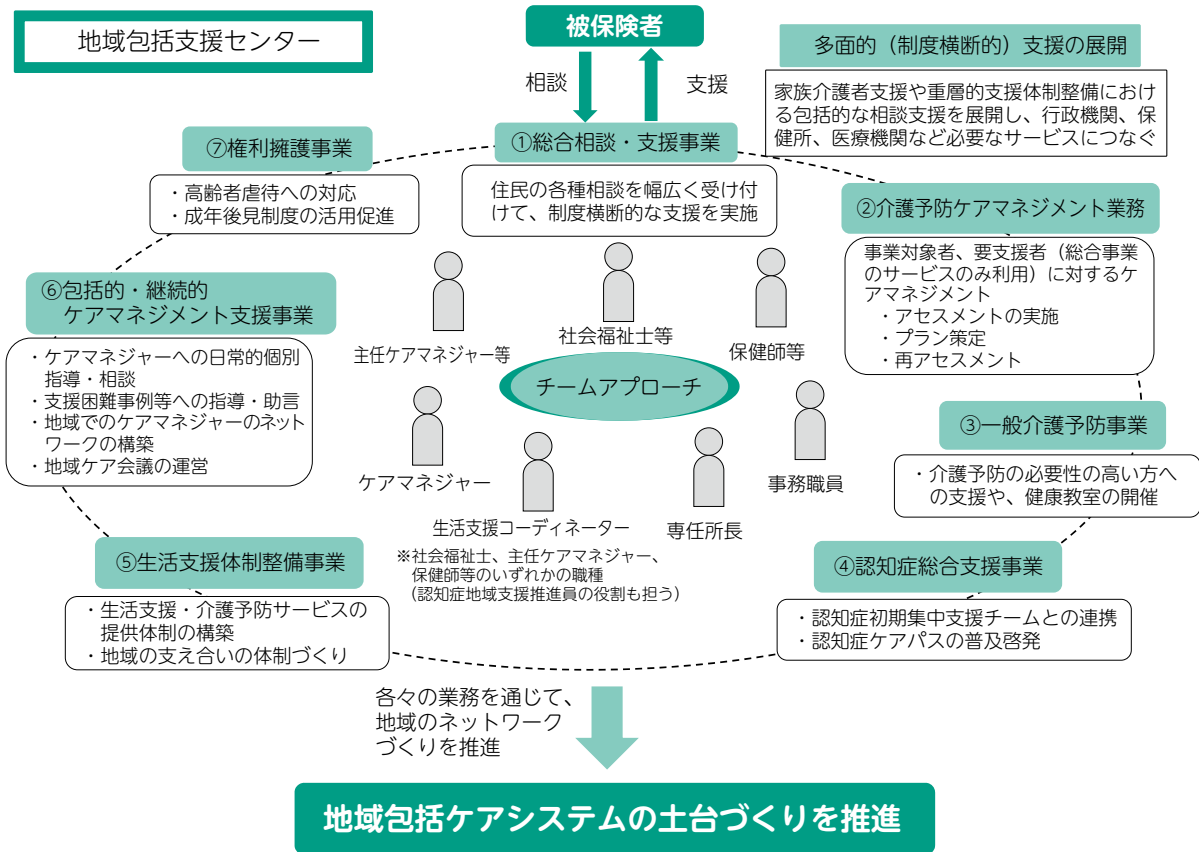 地域包括支援センター
被保険者
相談
支援
多面的（制度横断的）支援の展開
家族介護者支援や重層的支援体制整備におけ
る包括的な相談支援を展開し、行政機関、保
健所、医療機関など必要なサービスにつなぐ
①総合相談・支援事業
住民の各種相談を幅広く受け付
けて、制度横断的な支援を実施
⑦権利擁護事業
・高齢者虐待への対応
・成年後見制度の活用促進
②介護予防ケアマネジメント業務
事業対象者、要支援者（総合事業
のサービスのみ利用）に対するケ
アマネジメント
・アセスメントの実施
・プラン策定
・再アセスメント
⑥包括的・継続的
ケアマネジメント支援事業
・ケアマネジャーへの日常的個別
指導・相談
・支援困難事例等への指導・助言
・地域でのケアマネジャーのネット
ワークの構築
・地域ケア会議の運営
主任ケアマネジャー等
社会福祉士等
保健師等
チームアプローチ
ケアマネジャー
生活支援コーディネーター
専任所長
事務職員
※社会福祉士、主任ケアマネジャー、
保健師等のいずれかの職種
（認知症地域支援推進員の役割も担う）
③一般介護予防事業
・介護予防の必要性の高い方へ
の支援や、健康教室の開催
⑤生活支援体制整備事業
・生活支援・介護予防サービスの
提供体制の構築
・地域の支え合いの体制づくり
④認知症総合支援事業
・認知症初期集中支援チームとの連携
・認知症ケアパスの普及啓発
各々の業務を通じて、
地域のネットワーク
づくりを推進
地域包括ケアシステムの土台づくりを推進